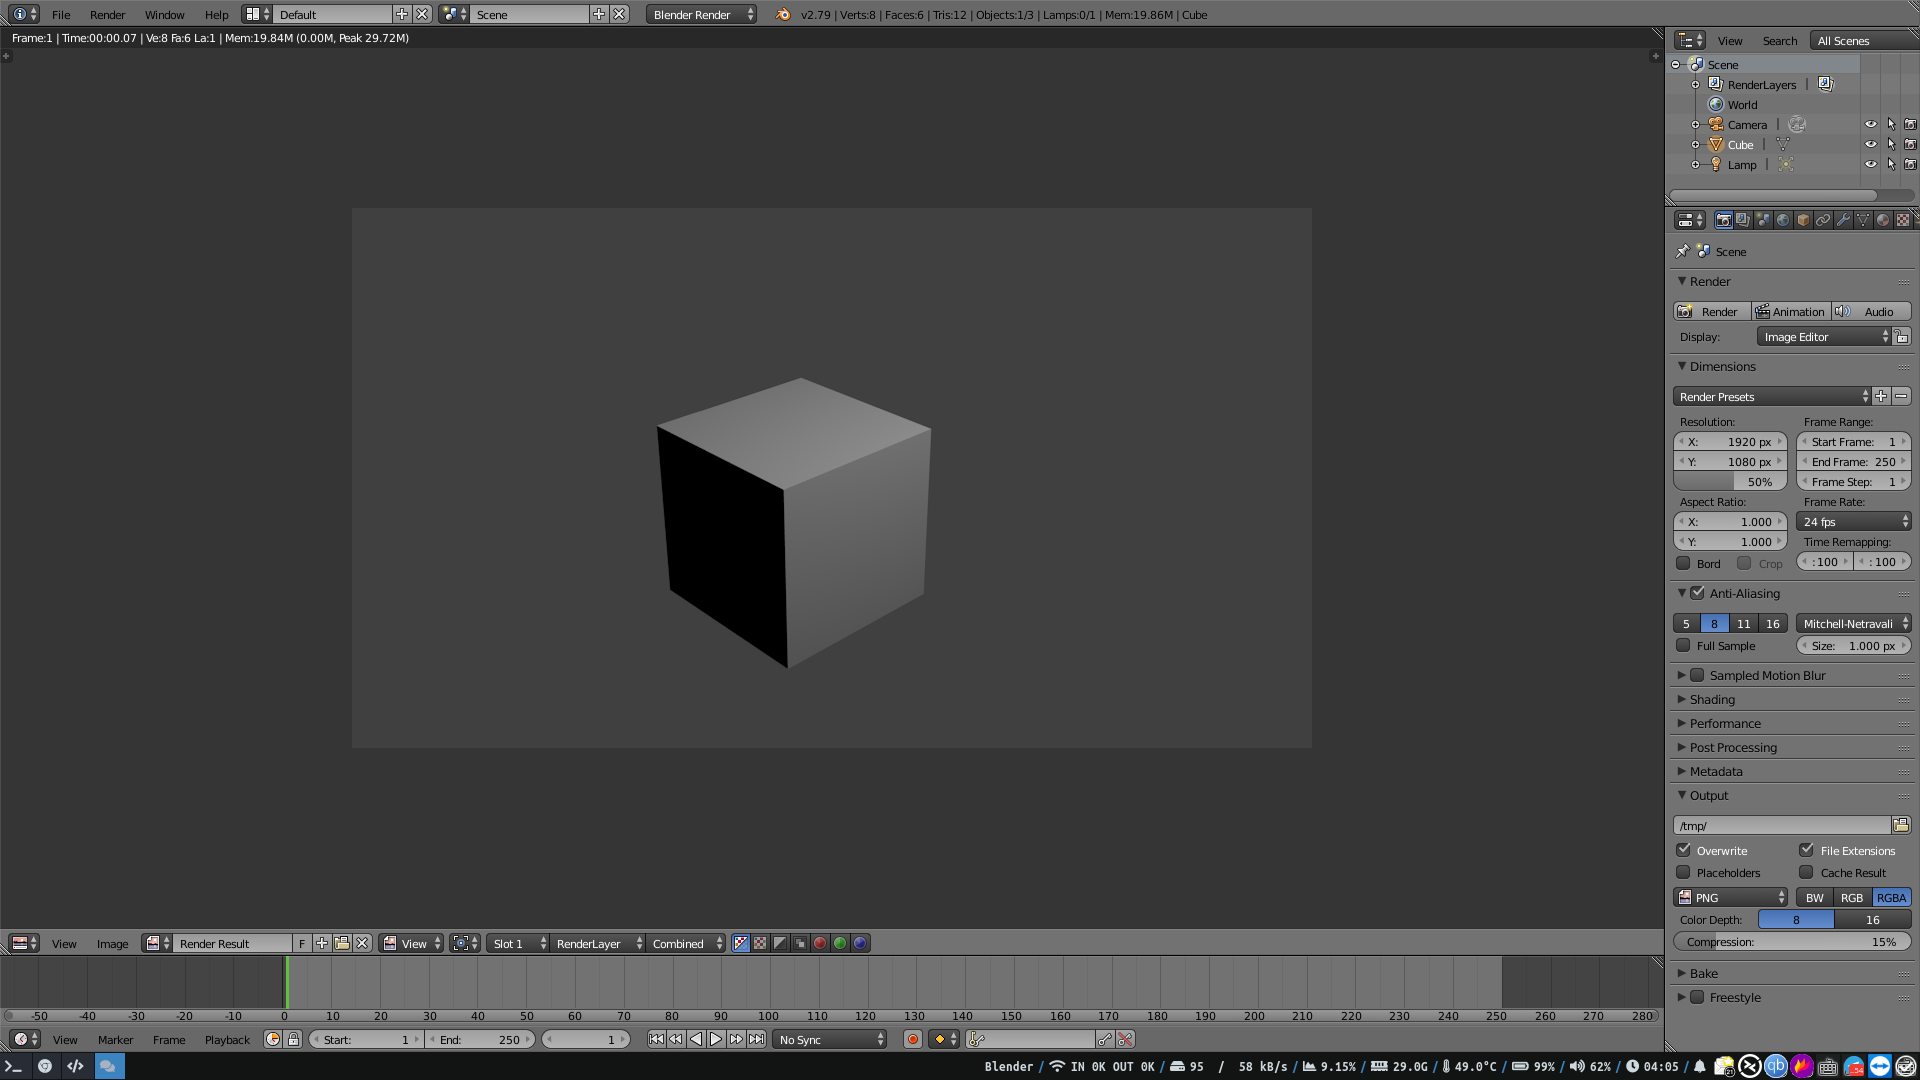 File Render Window Help Default Scene Blender Render v2.79 | Verts:8 | Faces:6 | Tris:12 | Objects:1/3 | Lamps:0/1 | Mem:19.86M | Cube
Frame:1 | Time:00:00.07 | Ve:8 Fa:6 La:1 | Mem:19.84M (0.00M, Peak 29.72M)
View Search All Scenes
Scene
RenderLayers |
World
Camera |
Cube |
Lamp |
Scene
Render
Render Animation Audio
Display: Image Editor
Dimensions
Render Presets
Resolution: Frame Range:
X: 1920 px Start Frame: 1
Y: 1080 px End Frame: 250
50% Frame Step: 1
Aspect Ratio: Frame Rate:
X: 1.000 24 fps
Y: 1.000 Time Remapping:
Bord Crop :100 :100
Anti-Aliasing
5 8 11 16 Mitchell-Netravali
Full Sample Size: 1.000 px
Sampled Motion Blur
Shading
Performance
Post Processing
Metadata
Output
/tmp/
Overwrite File Extensions
Placeholders Cache Result
PNG BW RGB RGBA
Color Depth: 8 16
Compression: 15%
Bake
Freestyle
View Image Render Result F View Slot 1 RenderLayer Combined
-50 -40 -30 -20 -10 0 10 20 30 40 50 60 70 80 90 100 110 120 130 140 150 160 170 180 190 200 210 220 230 240 250 260 270 280
View Marker Frame Playback Start: 1 End: 250 1 No Sync
Blender / IN 0K OUT 0K / 95 / 58 kB/s / 9.15% / 29.0G / 49.0°C / 99% / 62% / 04:05 /